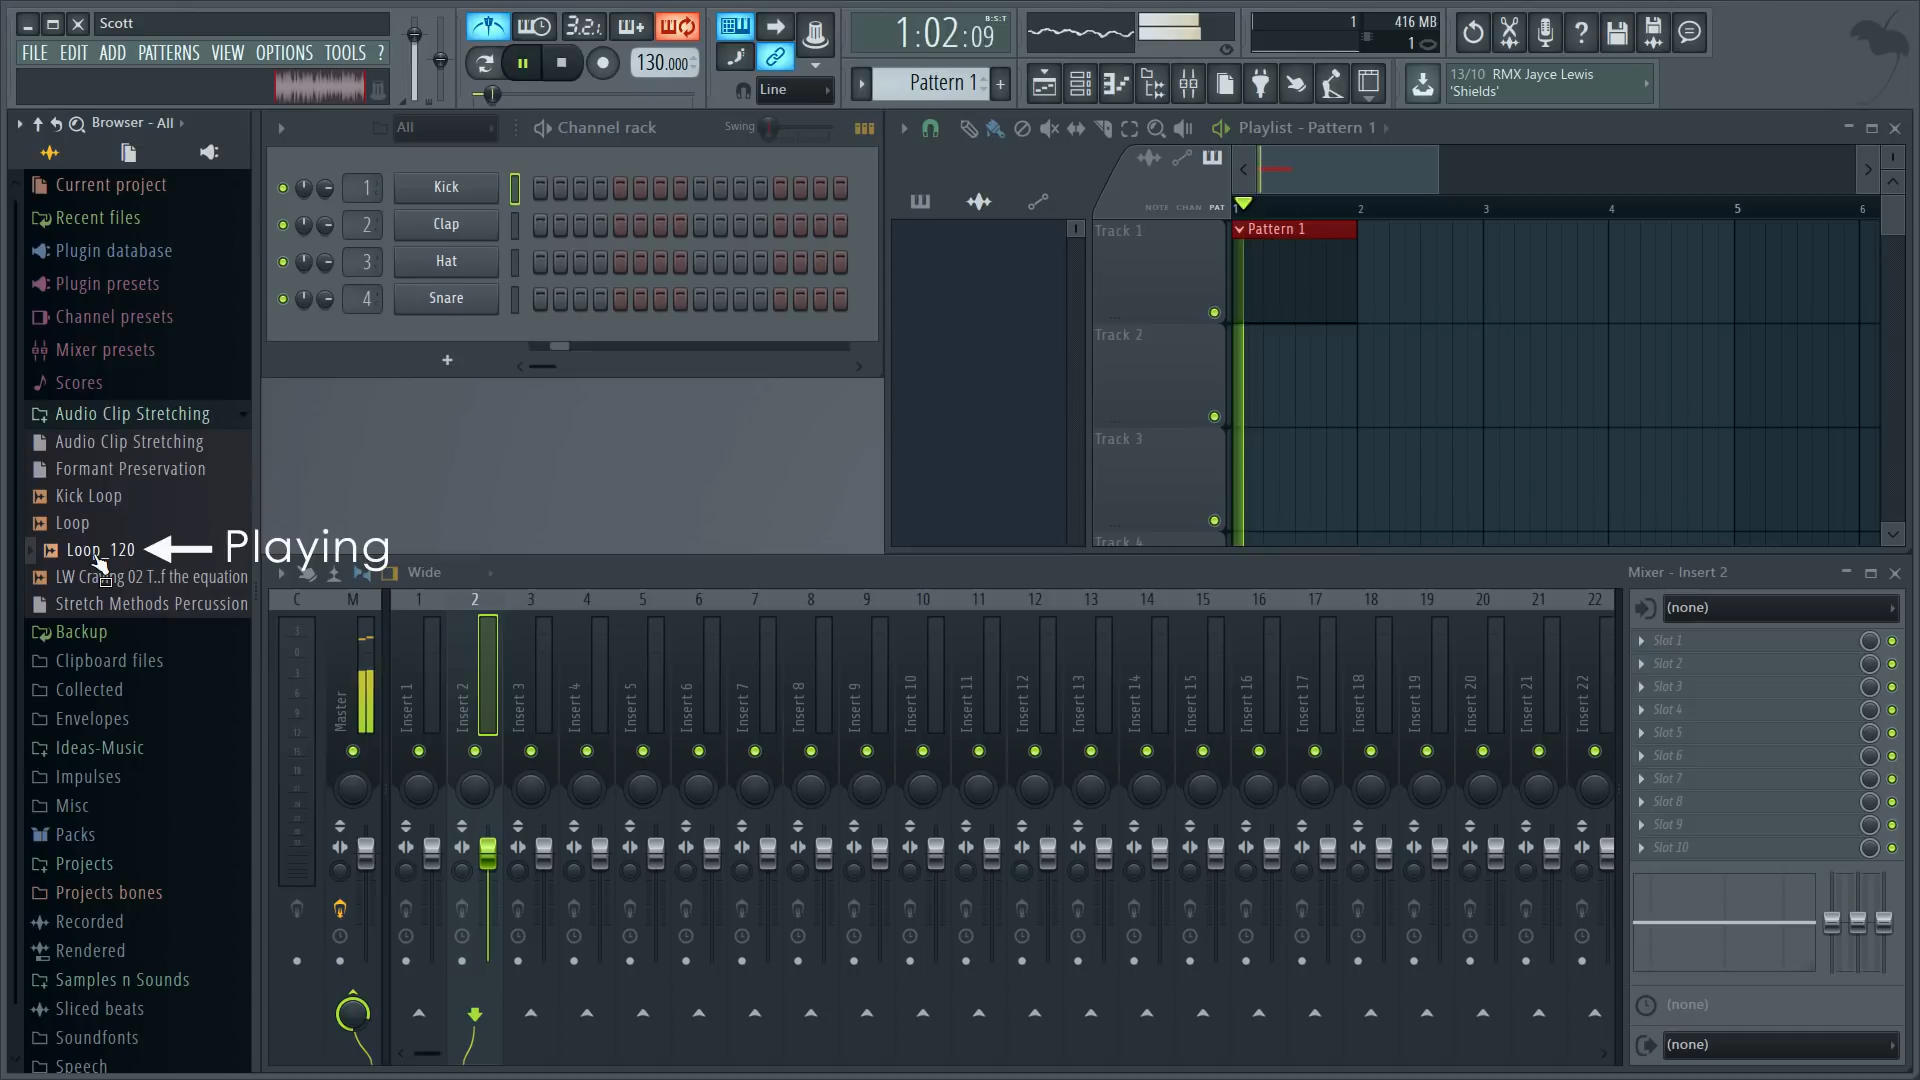 Scott
FILE EDIT ADD PATTERNS VIEW OPTIONS TOOLS ?
3.2.1
130.000
Line
1:02:09
B:S:T
Pattern 1
+
1
416 MB
1
13/10 RMX Jayce Lewis
'Shields'
Browser - All
Current project
Recent files
Plugin database
Plugin presets
Channel presets
Mixer presets
Scores
Audio Clip Stretching
Audio Clip Stretching
Formant Preservation
Kick Loop
Loop
Loop_120
Playing
LW Craving 02 T..f the equation
Stretch Methods Percussion
Backup
Clipboard files
Collected
Envelopes
Ideas-Music
Impulses
Misc
Packs
Projects
Projects bones
Recorded
Rendered
Samples n Sounds
Sliced beats
Soundfonts
Speech
All
Channel rack
Swing
1 Kick
2 Clap
3 Hat
4 Snare
+
Playlist - Pattern 1
NOTE CHAN PAT
1 2 3 4 5 6
Pattern 1
Track 1
Track 2
Track 3
Track 4
Wide
C M 1 2 3 4 5 6 7 8 9 10 11 12 13 14 15 16 17 18 19 20 21 22
Master
Insert 1
Insert 2
Insert 3
Insert 4
Insert 5
Insert 6
Insert 7
Insert 8
Insert 9
Insert 10
Insert 11
Insert 12
Insert 13
Insert 14
Insert 15
Insert 16
Insert 17
Insert 18
Insert 19
Insert 20
Insert 21
Insert 22
Mixer - Insert 2
(none)
Slot 1
Slot 2
Slot 3
Slot 4
Slot 5
Slot 6
Slot 7
Slot 8
Slot 9
Slot 10
(none)
(none)